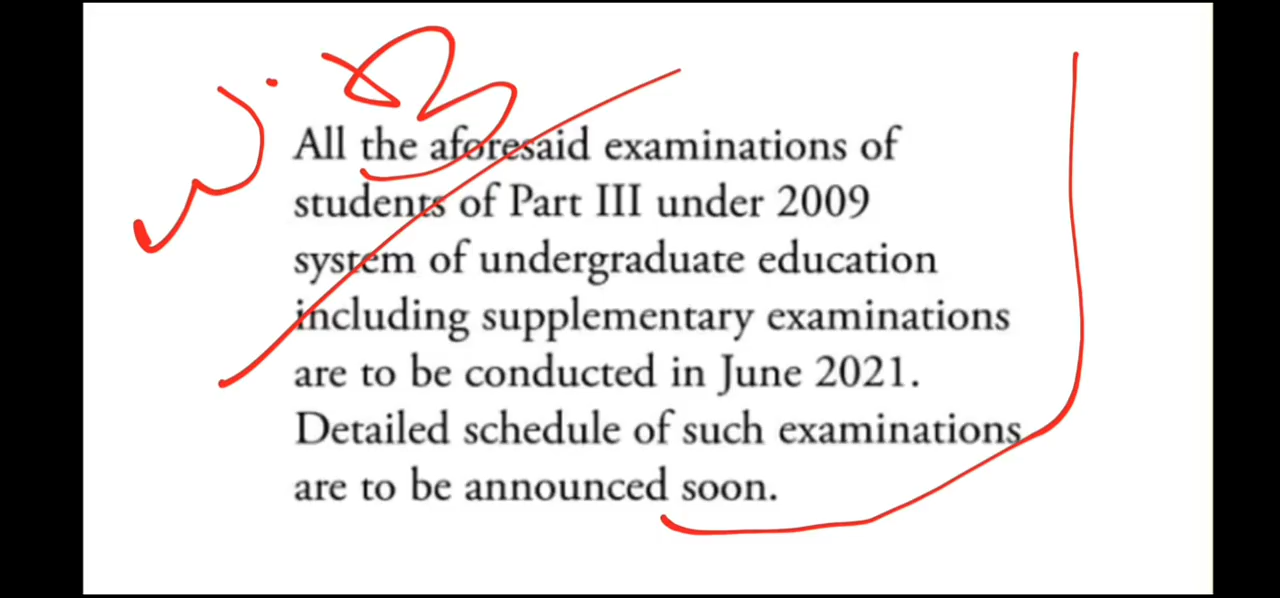 All the aforesaid examinations of
students of Part III under 2009
system of undergraduate education
including supplementary examinations
are to be conducted in June 2021.
Detailed schedule of such examinations
are to be announced soon.